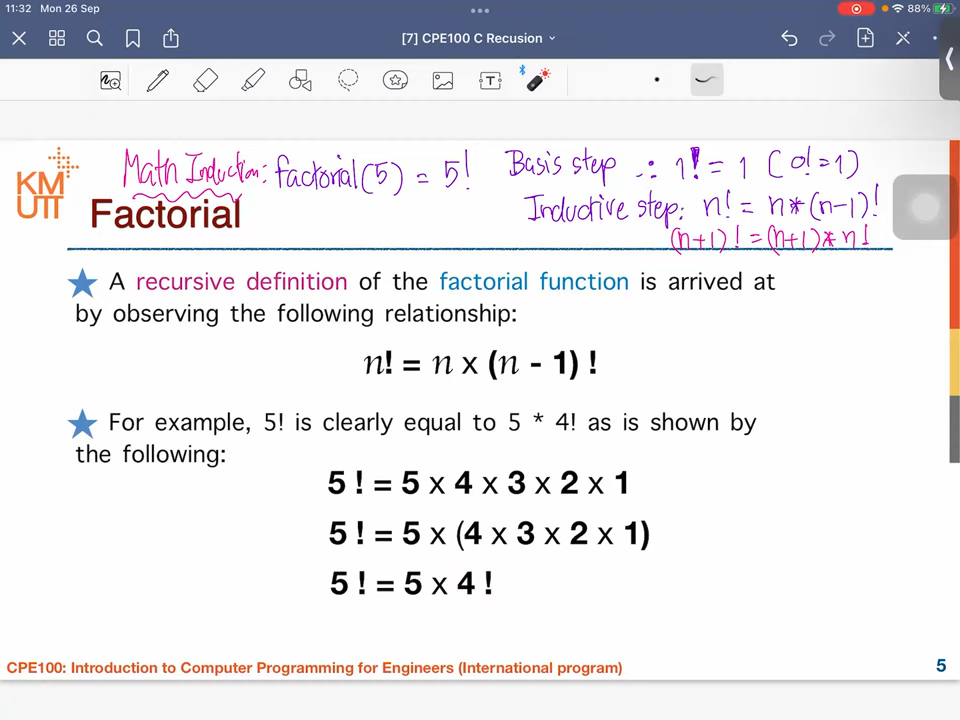 11:32 Mon 26 Sep
88%
[7] CPE100 C Recusion
T
Math Induction: factorial(5) = 5!
Basis step ∴ 1! = 1 (0! = 1)
Inductive step: n! = n*(n-1)!
(n+1)! = (n+1)*n!
KM
UTT
Factorial
A recursive definition of the factorial function is arrived at
by observing the following relationship:
n! = n x (n - 1) !
For example, 5! is clearly equal to 5 * 4! as is shown by
the following:
5 ! = 5 x 4 x 3 x 2 x 1
5 ! = 5 x (4 x 3 x 2 x 1)
5 ! = 5 x 4 !
CPE100: Introduction to Computer Programming for Engineers (International program)
5